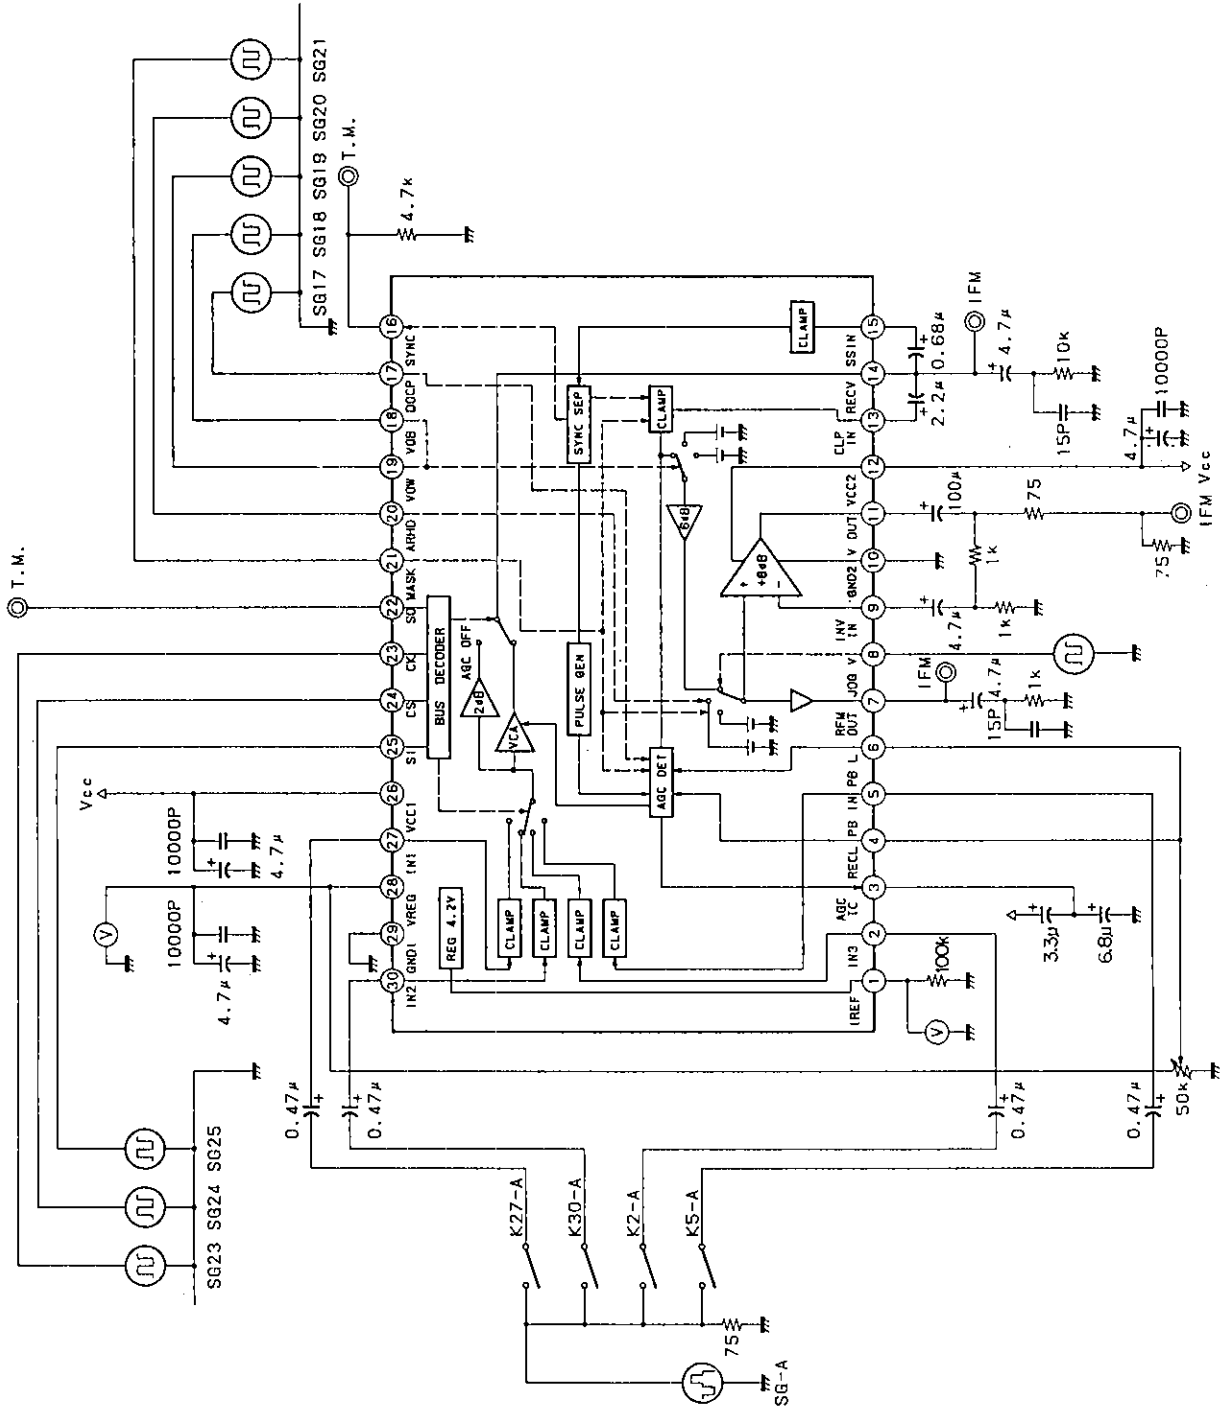 T.M.
SG17 SG18 SG19 SG20 SG21
T.M.
4.7k
SG23 SG24 SG25
Vcc
10000P
4.7μ
V
10000P
4.7μ
0.47μ
0.47μ
30 29 28 27 26 25 24 23 22 21 20 19 18 17 16
IN2 GND1 VREG IN1 VCC1 SI CS CK SO MASK ARHD VOW VOB DOCP SYNC
REG 4.2V
BUS DECODER
CLAMP
CLAMP
CLAMP
CLAMP
AGC OFF
2dB
VCA
PULSE GEN
SYNC SEP
CLAMP
CLAMP
AGC DET
6dB
+
+8dB
-
IREF IN3 AGC TC RECL PB IN PB L RFM OUT JOG V INV IN GND2 V OUT VCC2 CLP IN RECV SSIN
1 2 3 4 5 6 7 8 9 10 11 12 13 14 15
100k
V
3.3μ
6.8μ
IFM
4.7μ
15P
1k
4.7μ
1k
1k
100μ
75
75
IFM
Vcc
4.7μ
10000P
2.2μ
0.68μ
IFM
4.7μ
15P
10k
K27-A
K30-A
K2-A
K5-A
0.47μ
0.47μ
50k
75
SG-A